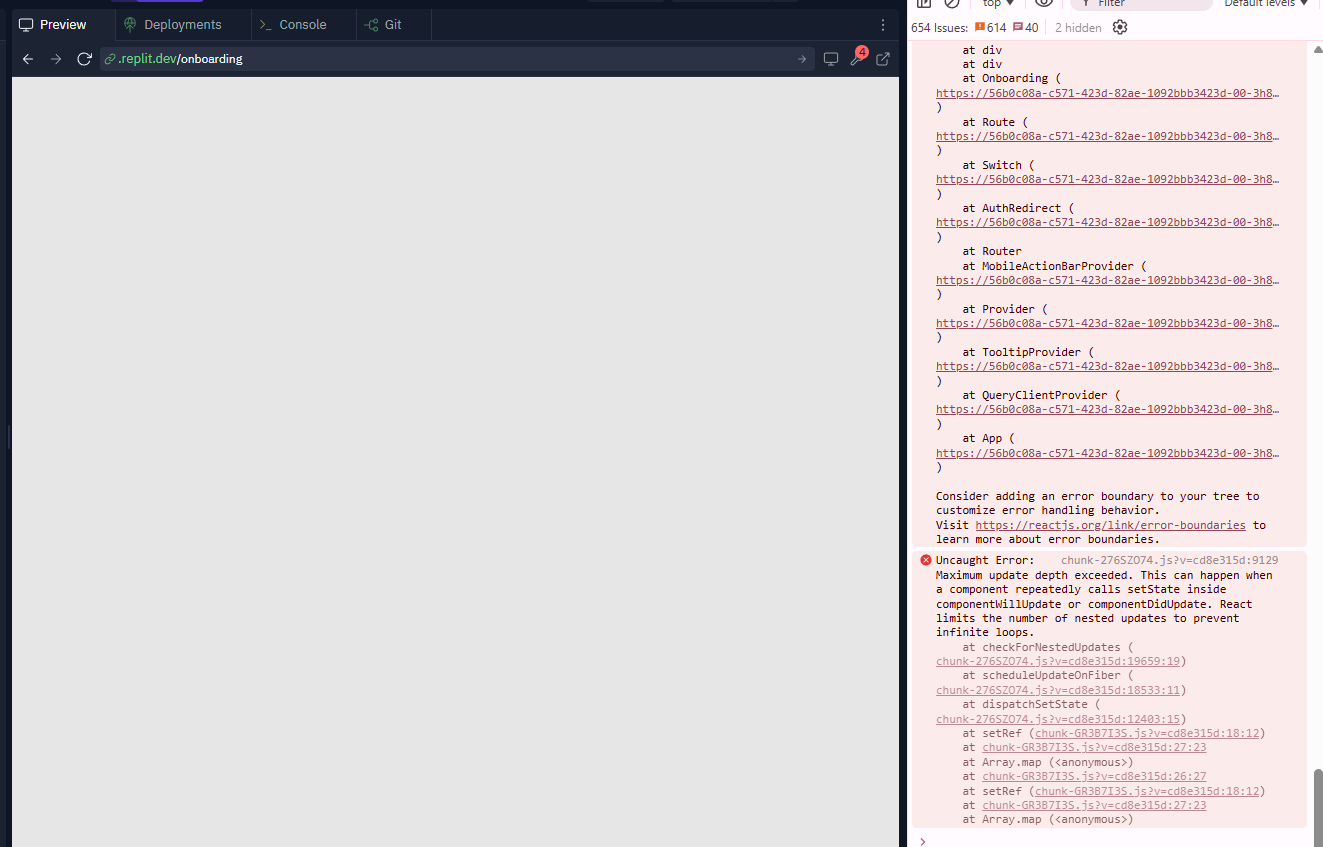 Preview
Deployments
Console
Git
top
Filter
Default levels
654 Issues: 614 40 2 hidden
.replit.dev/onboarding
4
at div
at div
at Onboarding (
https://56b0c08a-c571-423d-82ae-1092bbb3423d-00-3h8…
)
at Route (
https://56b0c08a-c571-423d-82ae-1092bbb3423d-00-3h8…
)
at Switch (
https://56b0c08a-c571-423d-82ae-1092bbb3423d-00-3h8…
)
at AuthRedirect (
https://56b0c08a-c571-423d-82ae-1092bbb3423d-00-3h8…
)
at Router
at MobileActionBarProvider (
https://56b0c08a-c571-423d-82ae-1092bbb3423d-00-3h8…
)
at Provider (
https://56b0c08a-c571-423d-82ae-1092bbb3423d-00-3h8…
)
at TooltipProvider (
https://56b0c08a-c571-423d-82ae-1092bbb3423d-00-3h8…
)
at QueryClientProvider (
https://56b0c08a-c571-423d-82ae-1092bbb3423d-00-3h8…
)
at App (
https://56b0c08a-c571-423d-82ae-1092bbb3423d-00-3h8…
)
Consider adding an error boundary to your tree to
customize error handling behavior.
Visit https://reactjs.org/link/error-boundaries to
learn more about error boundaries.
Uncaught Error: chunk-276SZO74.js?v=cd8e315d:9129
Maximum update depth exceeded. This can happen when
a component repeatedly calls setState inside
componentWillUpdate or componentDidUpdate. React
limits the number of nested updates to prevent
infinite loops.
at checkForNestedUpdates (
chunk-276SZO74.js?v=cd8e315d:19659:19)
at scheduleUpdateOnFiber (
chunk-276SZO74.js?v=cd8e315d:18533:11)
at dispatchSetState (
chunk-276SZO74.js?v=cd8e315d:12403:15)
at setRef (chunk-GR3B7I3S.js?v=cd8e315d:18:12)
at chunk-GR3B7I3S.js?v=cd8e315d:27:23
at Array.map (<anonymous>)
at chunk-GR3B7I3S.js?v=cd8e315d:26:27
at setRef (chunk-GR3B7I3S.js?v=cd8e315d:18:12)
at chunk-GR3B7I3S.js?v=cd8e315d:27:23
at Array.map (<anonymous>)